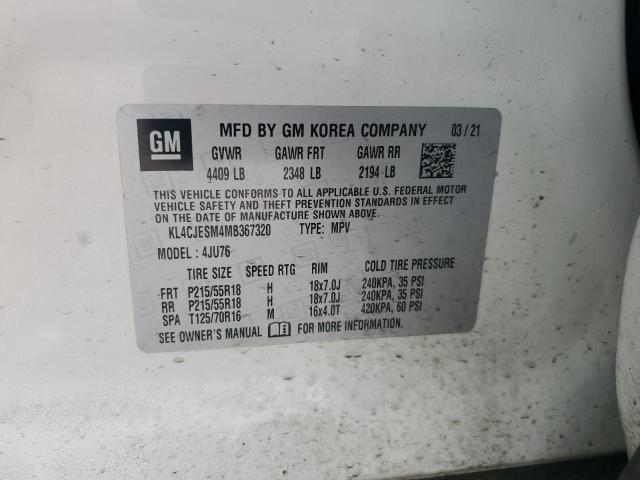 GM
MFD BY GM KOREA COMPANY 03/21
GVWR GAWR FRT GAWR RR
4409 LB 2348 LB 2194 LB
THIS VEHICLE CONFORMS TO ALL APPLICABLE U.S. FEDERAL MOTOR
VEHICLE SAFETY AND THEFT PREVENTION STANDARDS IN EFFECT ON THE
DATE OF MANUFACTURE SHOWN ABOVE.
KL4CJESM4MB367320 TYPE: MPV
MODEL: 4JU76
TIRE SIZE SPEED RTG RIM COLD TIRE PRESSURE
FRT P215/55R18 H 18x7.0J 240KPA, 35 PSI
RR P215/55R18 H 18x7.0J 240KPA, 35 PSI
SPA T125/70R16 M 16x4.0T 420KPA, 60 PSI
SEE OWNER'S MANUAL FOR MORE INFORMATION.